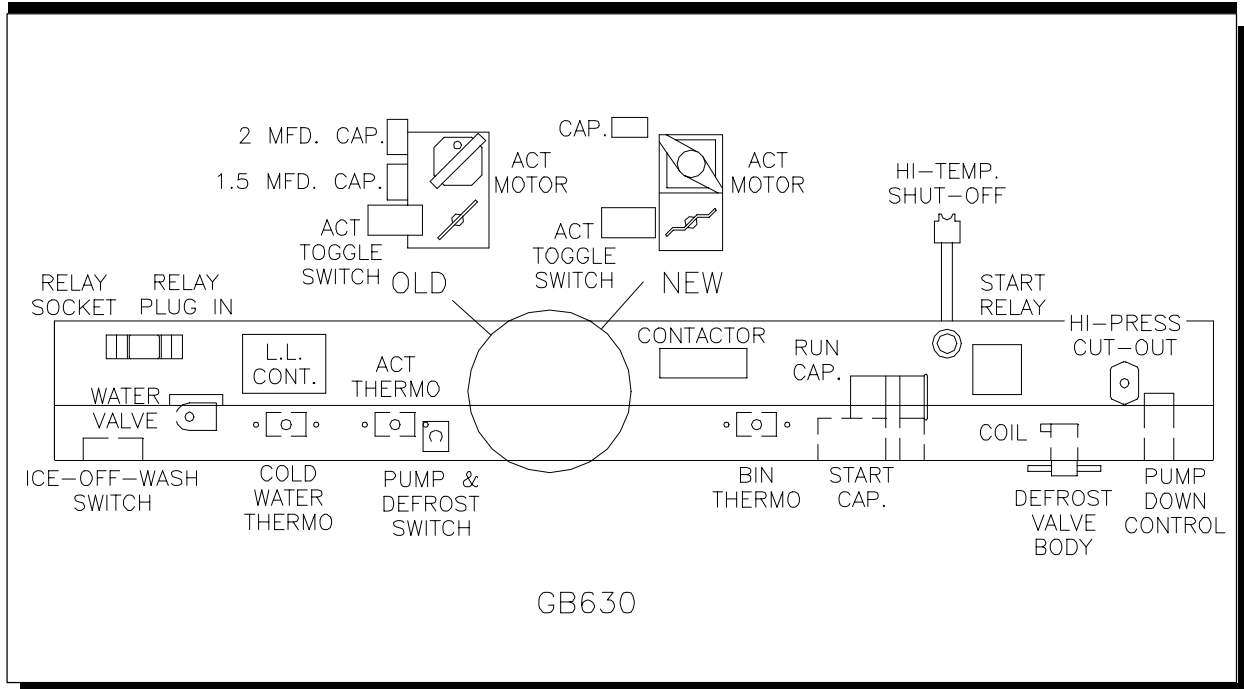 2 MFD. CAP.
1.5 MFD. CAP.
ACT
MOTOR
ACT
TOGGLE
SWITCH
OLD
CAP.
ACT
MOTOR
ACT
TOGGLE
SWITCH
NEW
HI-TEMP.
SHUT-OFF
RELAY
SOCKET
RELAY
PLUG IN
START
RELAY
HI-PRESS
CUT-OUT
L.L.
CONT.
ACT
THERMO
CONTACTOR
RUN
CAP.
WATER
VALVE
COIL
ICE-OFF-WASH
SWITCH
COLD
WATER
THERMO
PUMP &
DEFROST
SWITCH
BIN
THERMO
START
CAP.
DEFROST
VALVE
BODY
PUMP
DOWN
CONTROL
GB630